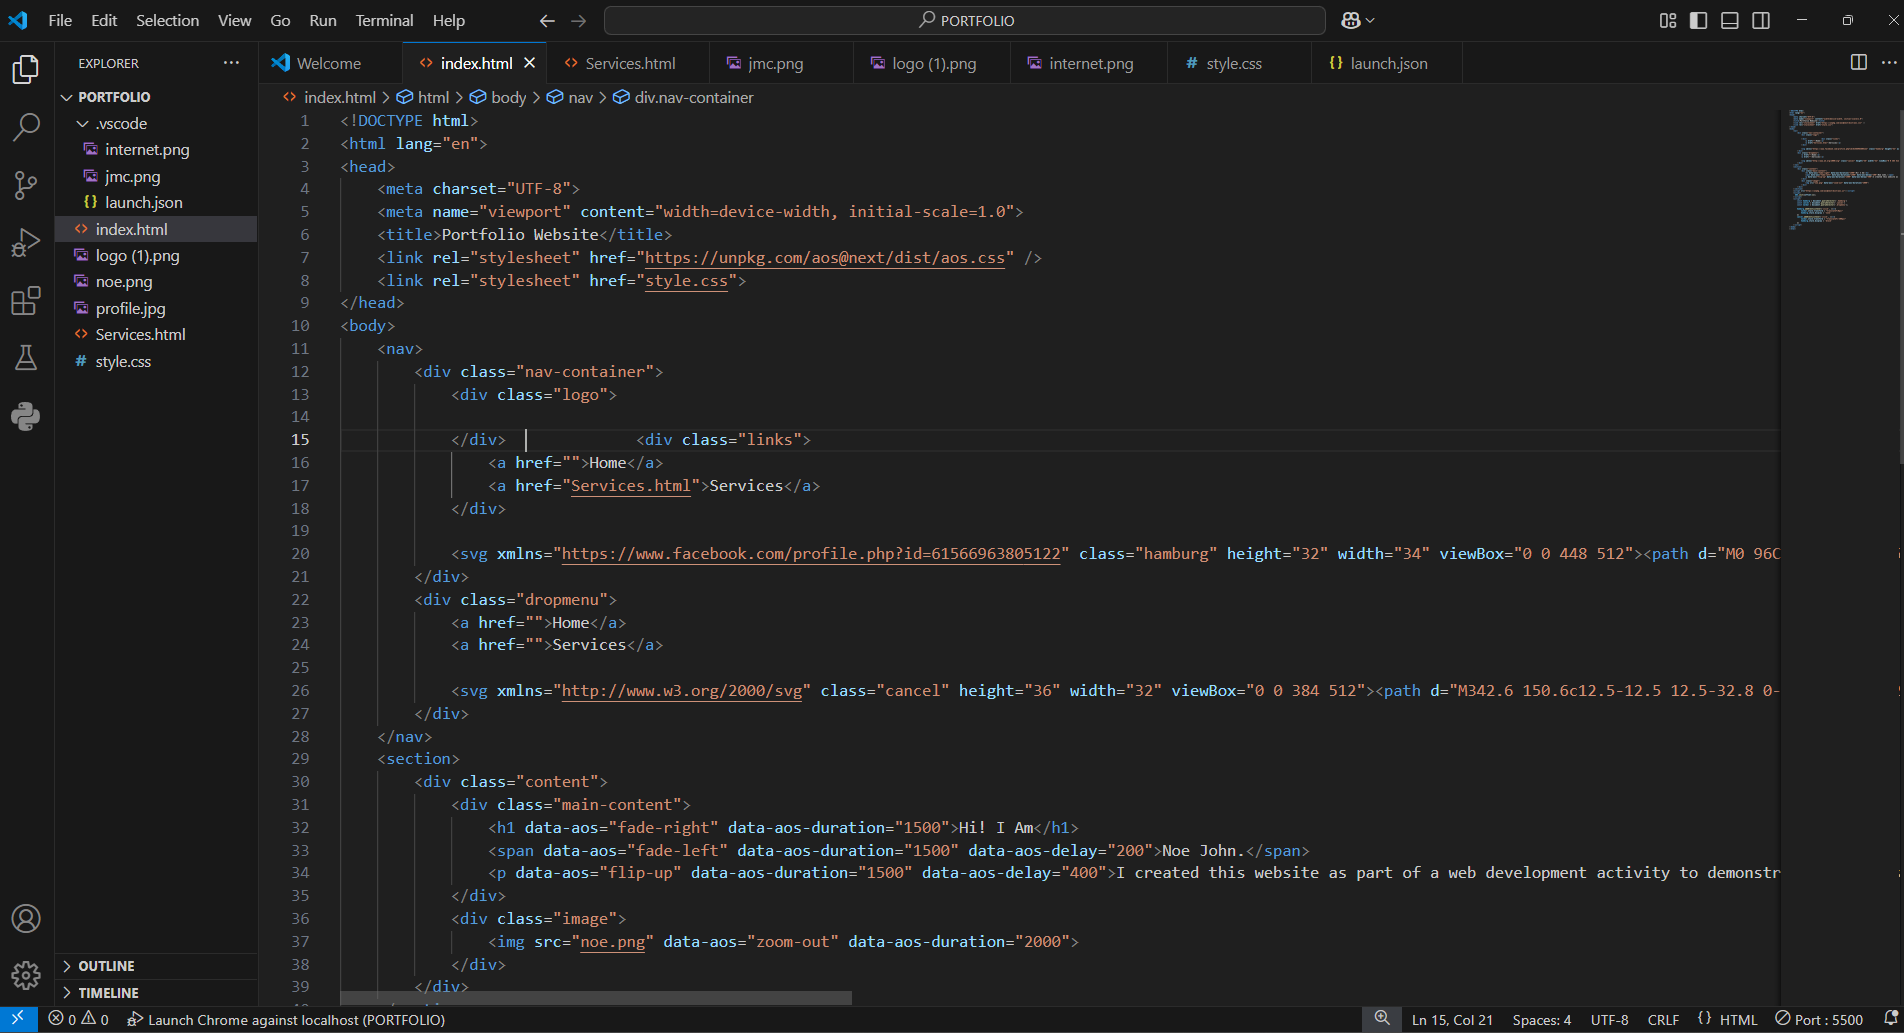 File Edit Selection View Go Run Terminal Help PORTFOLIO
EXPLORER
PORTFOLIO
.vscode
internet.png
jmc.png
launch.json
index.html
logo (1).png
noe.png
profile.jpg
Services.html
style.css
OUTLINE
TIMELINE
Welcome index.html Services.html jmc.png logo (1).png internet.png style.css launch.json
index.html > html > body > nav > div.nav-container
1 <!DOCTYPE html>
2 <html lang="en">
3 <head>
4 <meta charset="UTF-8">
5 <meta name="viewport" content="width=device-width, initial-scale=1.0">
6 <title>Portfolio Website</title>
7 <link rel="stylesheet" href="https://unpkg.com/aos@next/dist/aos.css" />
8 <link rel="stylesheet" href="style.css">
9 </head>
10 <body>
11 <nav>
12 <div class="nav-container">
13 <div class="logo">
14
15 </div> <div class="links">
16 <a href="">Home</a>
17 <a href="Services.html">Services</a>
18 </div>
19
20 <svg xmlns="https://www.facebook.com/profile.php?id=61566963805122" class="hamburg" height="32" width="34" viewBox="0 0 448 512"><path d="M0 96C
21 </div>
22 <div class="dropmenu">
23 <a href="">Home</a>
24 <a href="">Services</a>
25
26 <svg xmlns="http://www.w3.org/2000/svg" class="cancel" height="36" width="32" viewBox="0 0 384 512"><path d="M342.6 150.6c12.5-12.5 12.5-32.8 0-
27 </div>
28 </nav>
29 <section>
30 <div class="content">
31 <div class="main-content">
32 <h1 data-aos="fade-right" data-aos-duration="1500">Hi! I Am</h1>
33 <span data-aos="fade-left" data-aos-duration="1500" data-aos-delay="200">Noe John.</span>
34 <p data-aos="flip-up" data-aos-duration="1500" data-aos-delay="400">I created this website as part of a web development activity to demonstr
35 </div>
36 <div class="image">
37 <img src="noe.png" data-aos="zoom-out" data-aos-duration="2000">
38 </div>
39 </div>
0 0 Launch Chrome against localhost (PORTFOLIO) Ln 15, Col 21 Spaces: 4 UTF-8 CRLF {} HTML Port : 5500